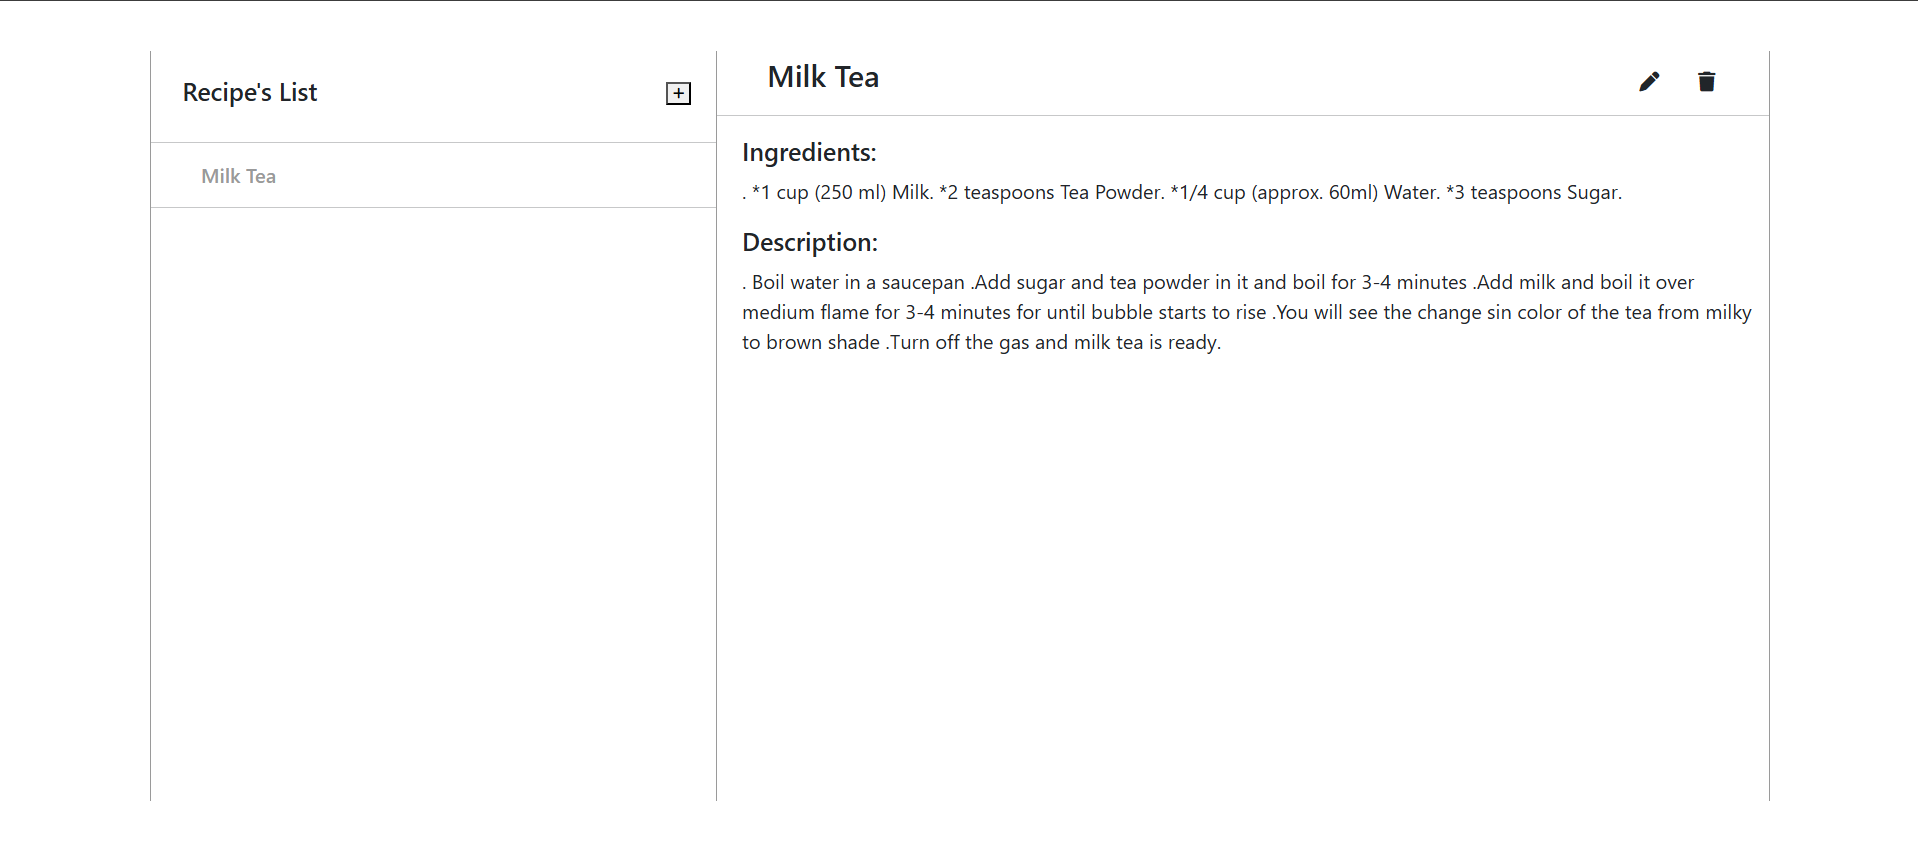 Recipe's List
+
Milk Tea
Milk Tea
Ingredients:
. *1 cup (250 ml) Milk. *2 teaspoons Tea Powder. *1/4 cup (approx. 60ml) Water. *3 teaspoons Sugar.
Description:
. Boil water in a saucepan .Add sugar and tea powder in it and boil for 3-4 minutes .Add milk and boil it over
medium flame for 3-4 minutes for until bubble starts to rise .You will see the change sin color of the tea from milky
to brown shade .Turn off the gas and milk tea is ready.